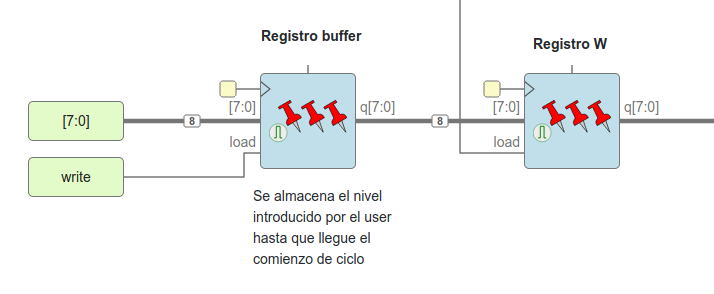 Registro buffer
Registro W
[7:0]
q[7:0]
[7:0]
q[7:0]
[7:0]
8
8
load
load
write
Se almacena el nivel
introducido por el user
hasta que llegue el
comienzo de ciclo